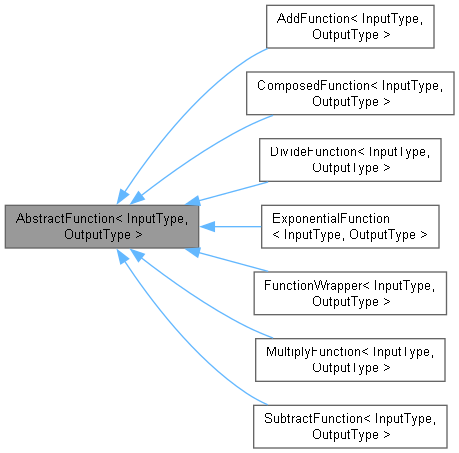 AddFunction< InputType,
OutputType >
ComposedFunction< InputType,
OutputType >
DivideFunction< InputType,
OutputType >
AbstractFunction< InputType,
OutputType >
ExponentialFunction
< InputType, OutputType >
FunctionWrapper< InputType,
OutputType >
MultiplyFunction< InputType,
OutputType >
SubtractFunction< InputType,
OutputType >